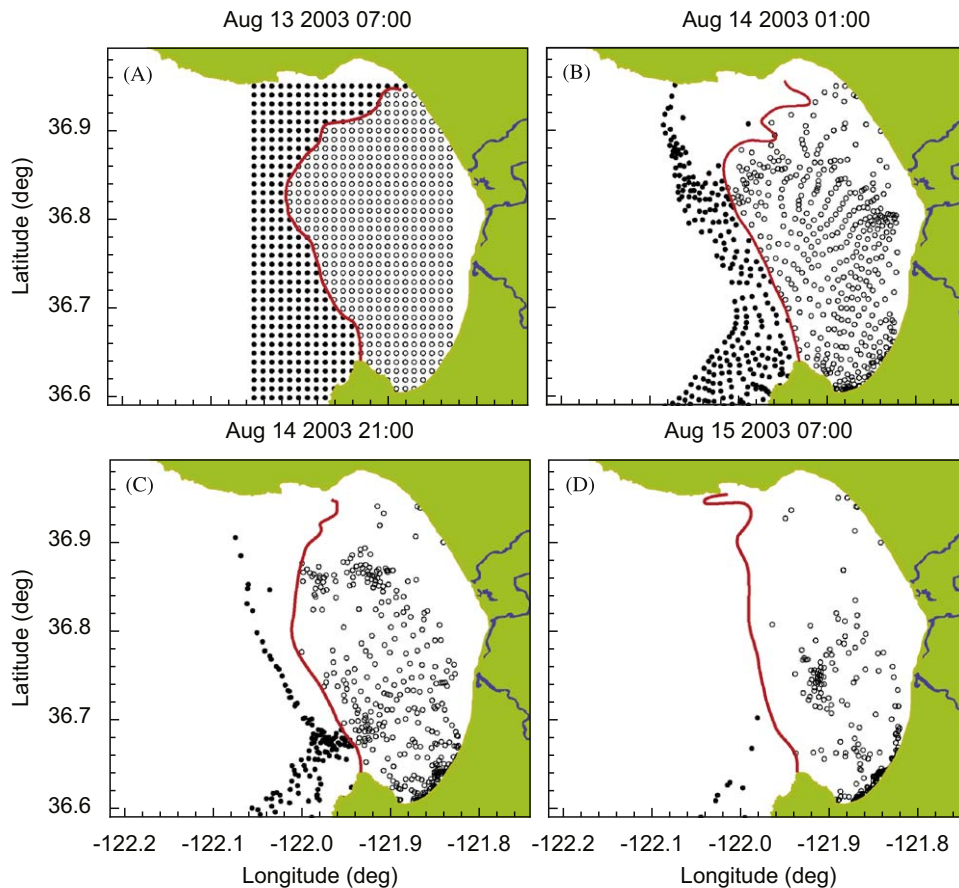 Aug 13 2003 07:00
Aug 14 2003 01:00
(A)
(B)
36.9
36.8
36.7
36.6
Latitude (deg)
Aug 14 2003 21:00
Aug 15 2003 07:00
(C)
(D)
36.9
36.8
36.7
36.6
Latitude (deg)
-122.2 -122.1 -122.0 -121.9 -121.8
-122.2 -122.1 -122.0 -121.9 -121.8
Longitude (deg)
Longitude (deg)